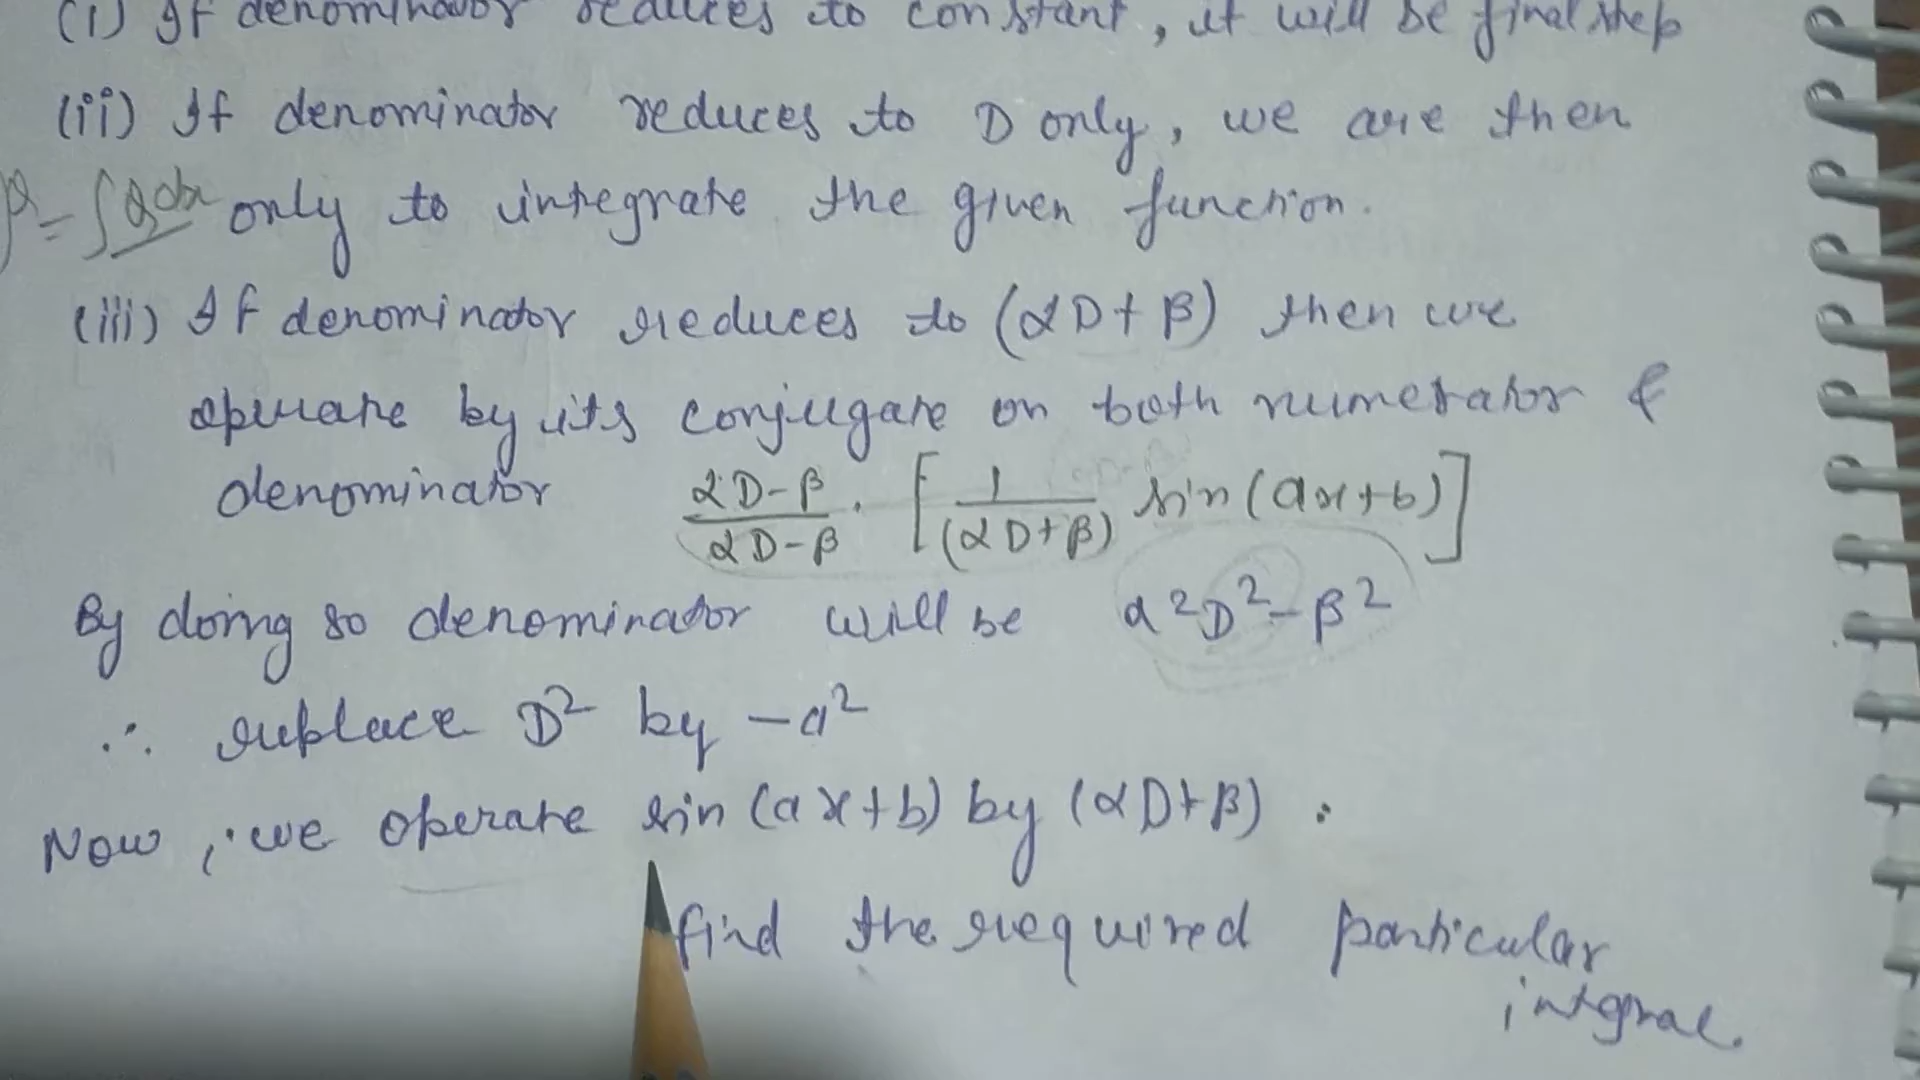 (i) If denominator reduces to constant, it will be final step
(ii) If denominator reduces to D only, we are then
only to integrate the given function.
= ∫Q dx
(iii) If denominator reduces to (αD+β) then we
operate by its conjugate on both numerator &
denominator αD-β/αD-β · [1/(αD+β) sin(ax+b)]
By doing so denominator will be α²D²-β²
∴ replace D² by -a²
Now, we operate sin(ax+b) by (αD+β) :
find the required particular
integral.